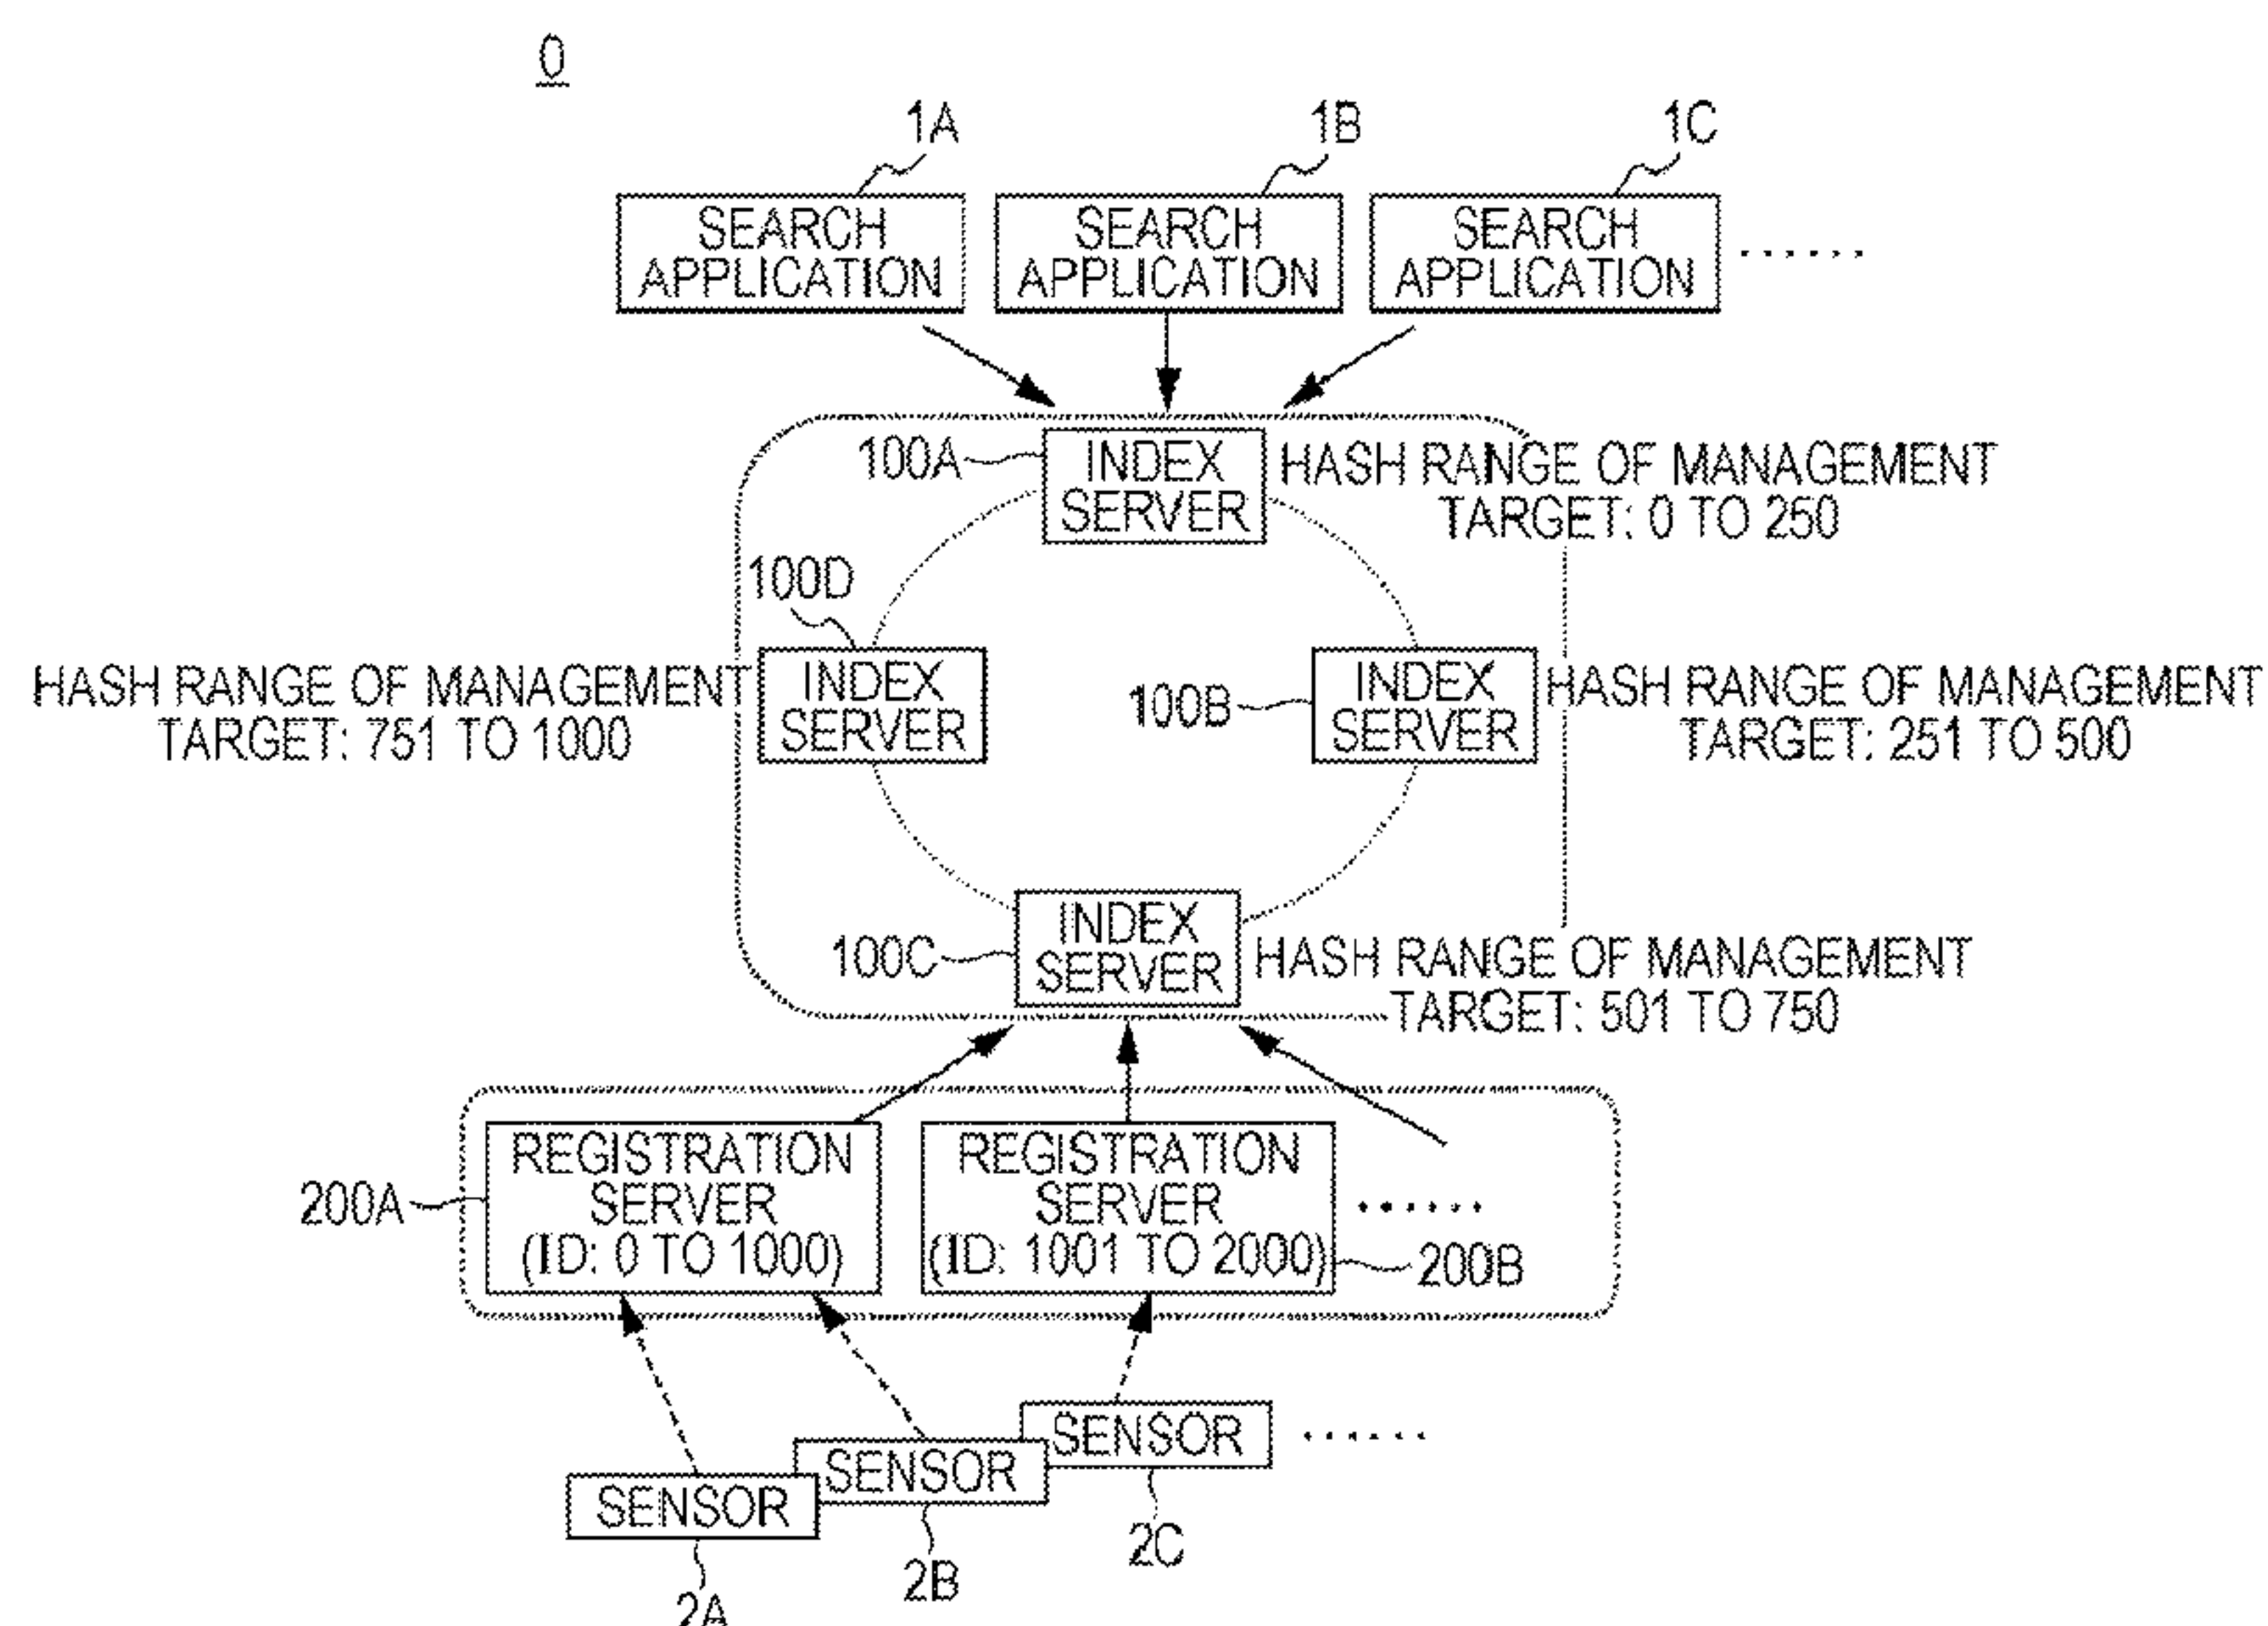 0
1A
1B
1C
SEARCH
APPLICATION
SEARCH
APPLICATION
SEARCH
APPLICATION
......
100A
INDEX
SERVER
HASH RANGE OF MANAGEMENT
TARGET: 0 TO 250
100D
HASH RANGE OF MANAGEMENT
TARGET: 751 TO 1000
INDEX
SERVER
100B
INDEX
SERVER
HASH RANGE OF MANAGEMENT
TARGET: 251 TO 500
100C
INDEX
SERVER
HASH RANGE OF MANAGEMENT
TARGET: 501 TO 750
200A
REGISTRATION
SERVER
(ID: 0 TO 1000)
REGISTRATION
SERVER
(ID: 1001 TO 2000)
......
200B
SENSOR
......
SENSOR
SENSOR
2C
2B
2A